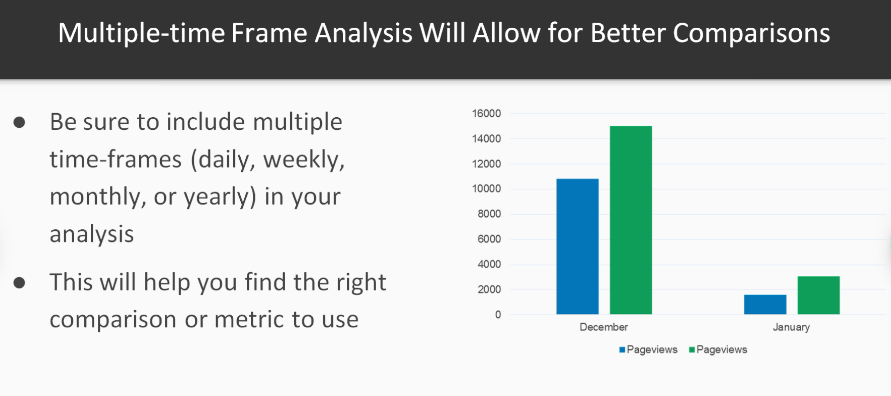 Multiple-time Frame Analysis Will Allow for Better Comparisons
● Be sure to include multiple
time-frames (daily, weekly,
monthly, or yearly) in your
analysis
● This will help you find the right
comparison or metric to use
16000
14000
12000
10000
8000
6000
4000
2000
0
December January
Pageviews Pageviews